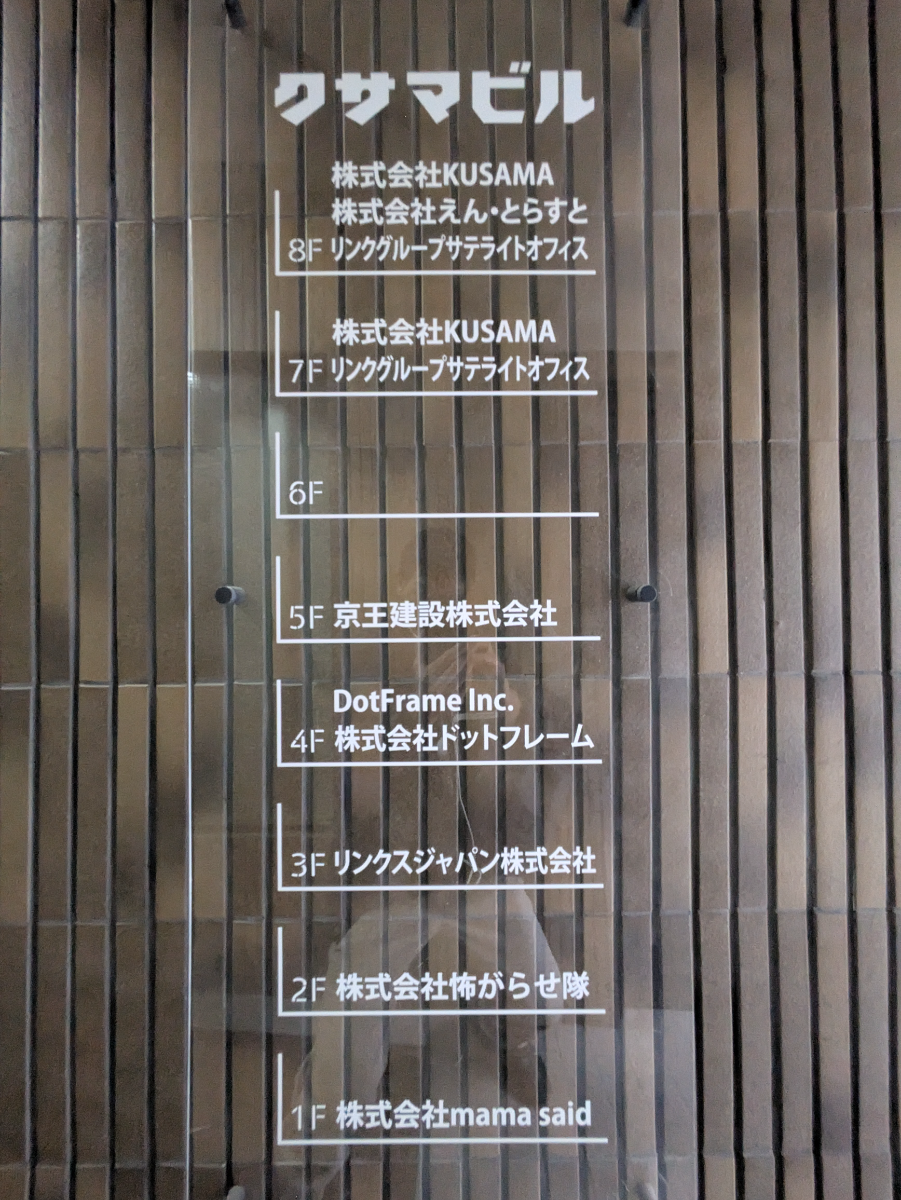 クサマビル
株式会社KUSAMA
株式会社えん・とらすと
8F リンクグループサテライトオフィス
株式会社KUSAMA
7F リンクグループサテライトオフィス
6F
5F 京王建設株式会社
DotFrame Inc.
4F 株式会社ドットフレーム
3F リンクスジャパン株式会社
2F 株式会社怖がらせ隊
1F 株式会社mama said